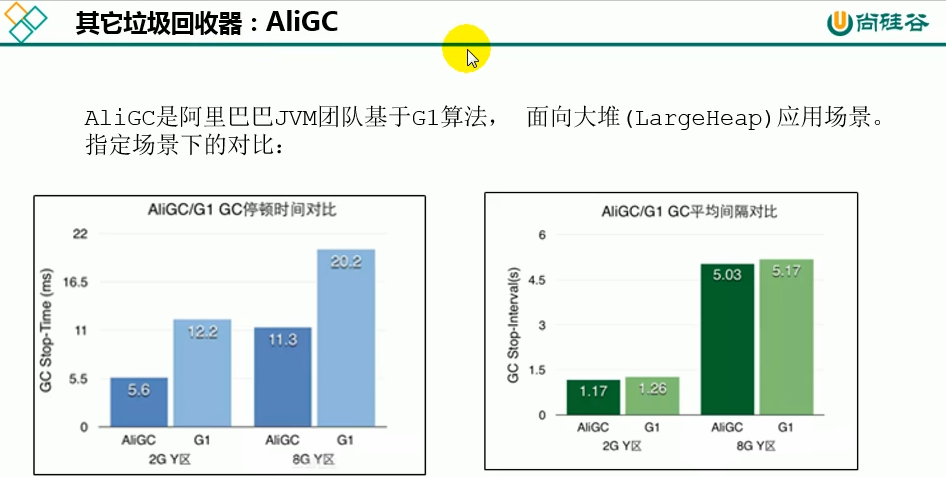 其它垃圾回收器：AliGC
尚硅谷
AliGC是阿里巴巴JVM团队基于G1算法， 面向大堆(LargeHeap)应用场景。
指定场景下的对比：
AliGC/G1 GC停顿时间对比
GC Stop-Time (ms)
22
16.5
11
5.5
0
5.6
12.2
11.3
20.2
AliGC G1 AliGC G1
2G Y区 8G Y区
AliGC/G1 GC平均间隔对比
GC Stop-Interval(s)
6
4.5
3
1.5
0
1.17
1.26
5.03
5.17
AliGC G1 AliGC G1
2G Y区 8G Y区